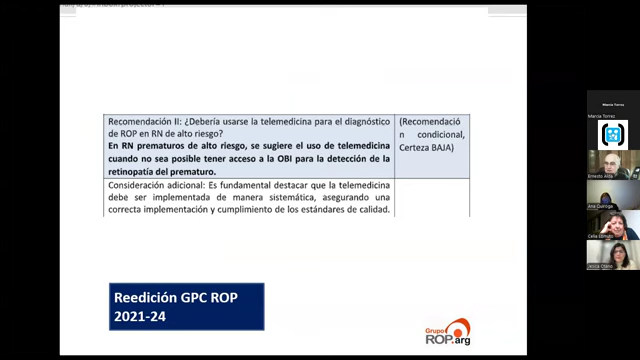 Recomendación II: ¿Debería usarse la telemedicina para el diagnóstico
de ROP en RN de alto riesgo?
En RN prematuros de alto riesgo, se sugiere el uso de telemedicina
cuando no sea posible tener acceso a la OBI para la detección de la
retinopatía del prematuro.
(Recomendació
n condicional,
Certeza BAJA)
Consideración adicional: Es fundamental destacar que la telemedicina
debe ser implementada de manera sistemática, asegurando una
correcta implementación y cumplimiento de los estándares de calidad.
Reedición GPC ROP
2021-24
Grupo
ROP.arg
Marcia Torres
Marcia Torres
Ernesto Alda
Ana Quiroga